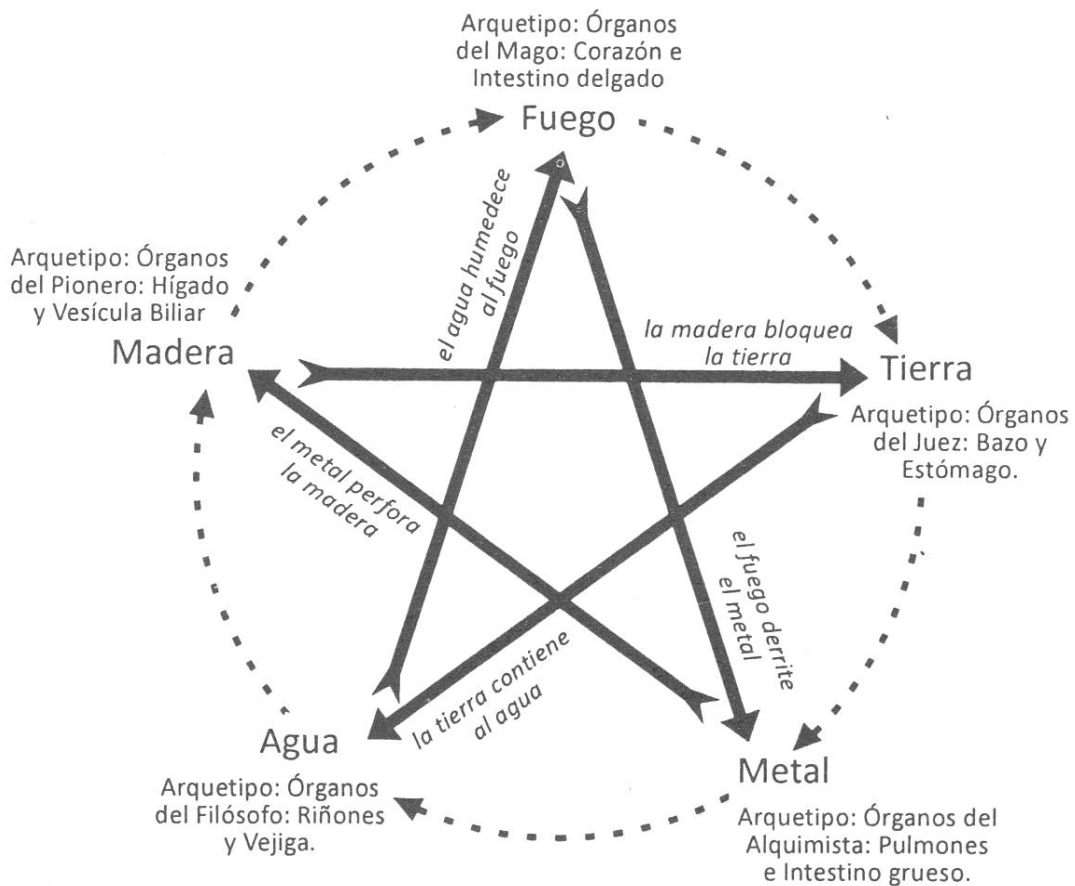 Arquetipo: Órganos
del Mago: Corazón e
Intestino delgado
Fuego
Arquetipo: Órganos
del Pionero: Hígado
y Vesícula Biliar
Madera
el agua humedece
al fuego
la madera bloquea
la tierra
Tierra
Arquetipo: Órganos
del Juez: Bazo y
Estómago.
el metal perfora
la madera
el fuego derrite
el metal
la tierra contiene
al agua
Agua
Arquetipo: Órganos
del Filósofo: Riñones
y Vejiga.
Metal
Arquetipo: Órganos del
Alquimista: Pulmones
e Intestino grueso.